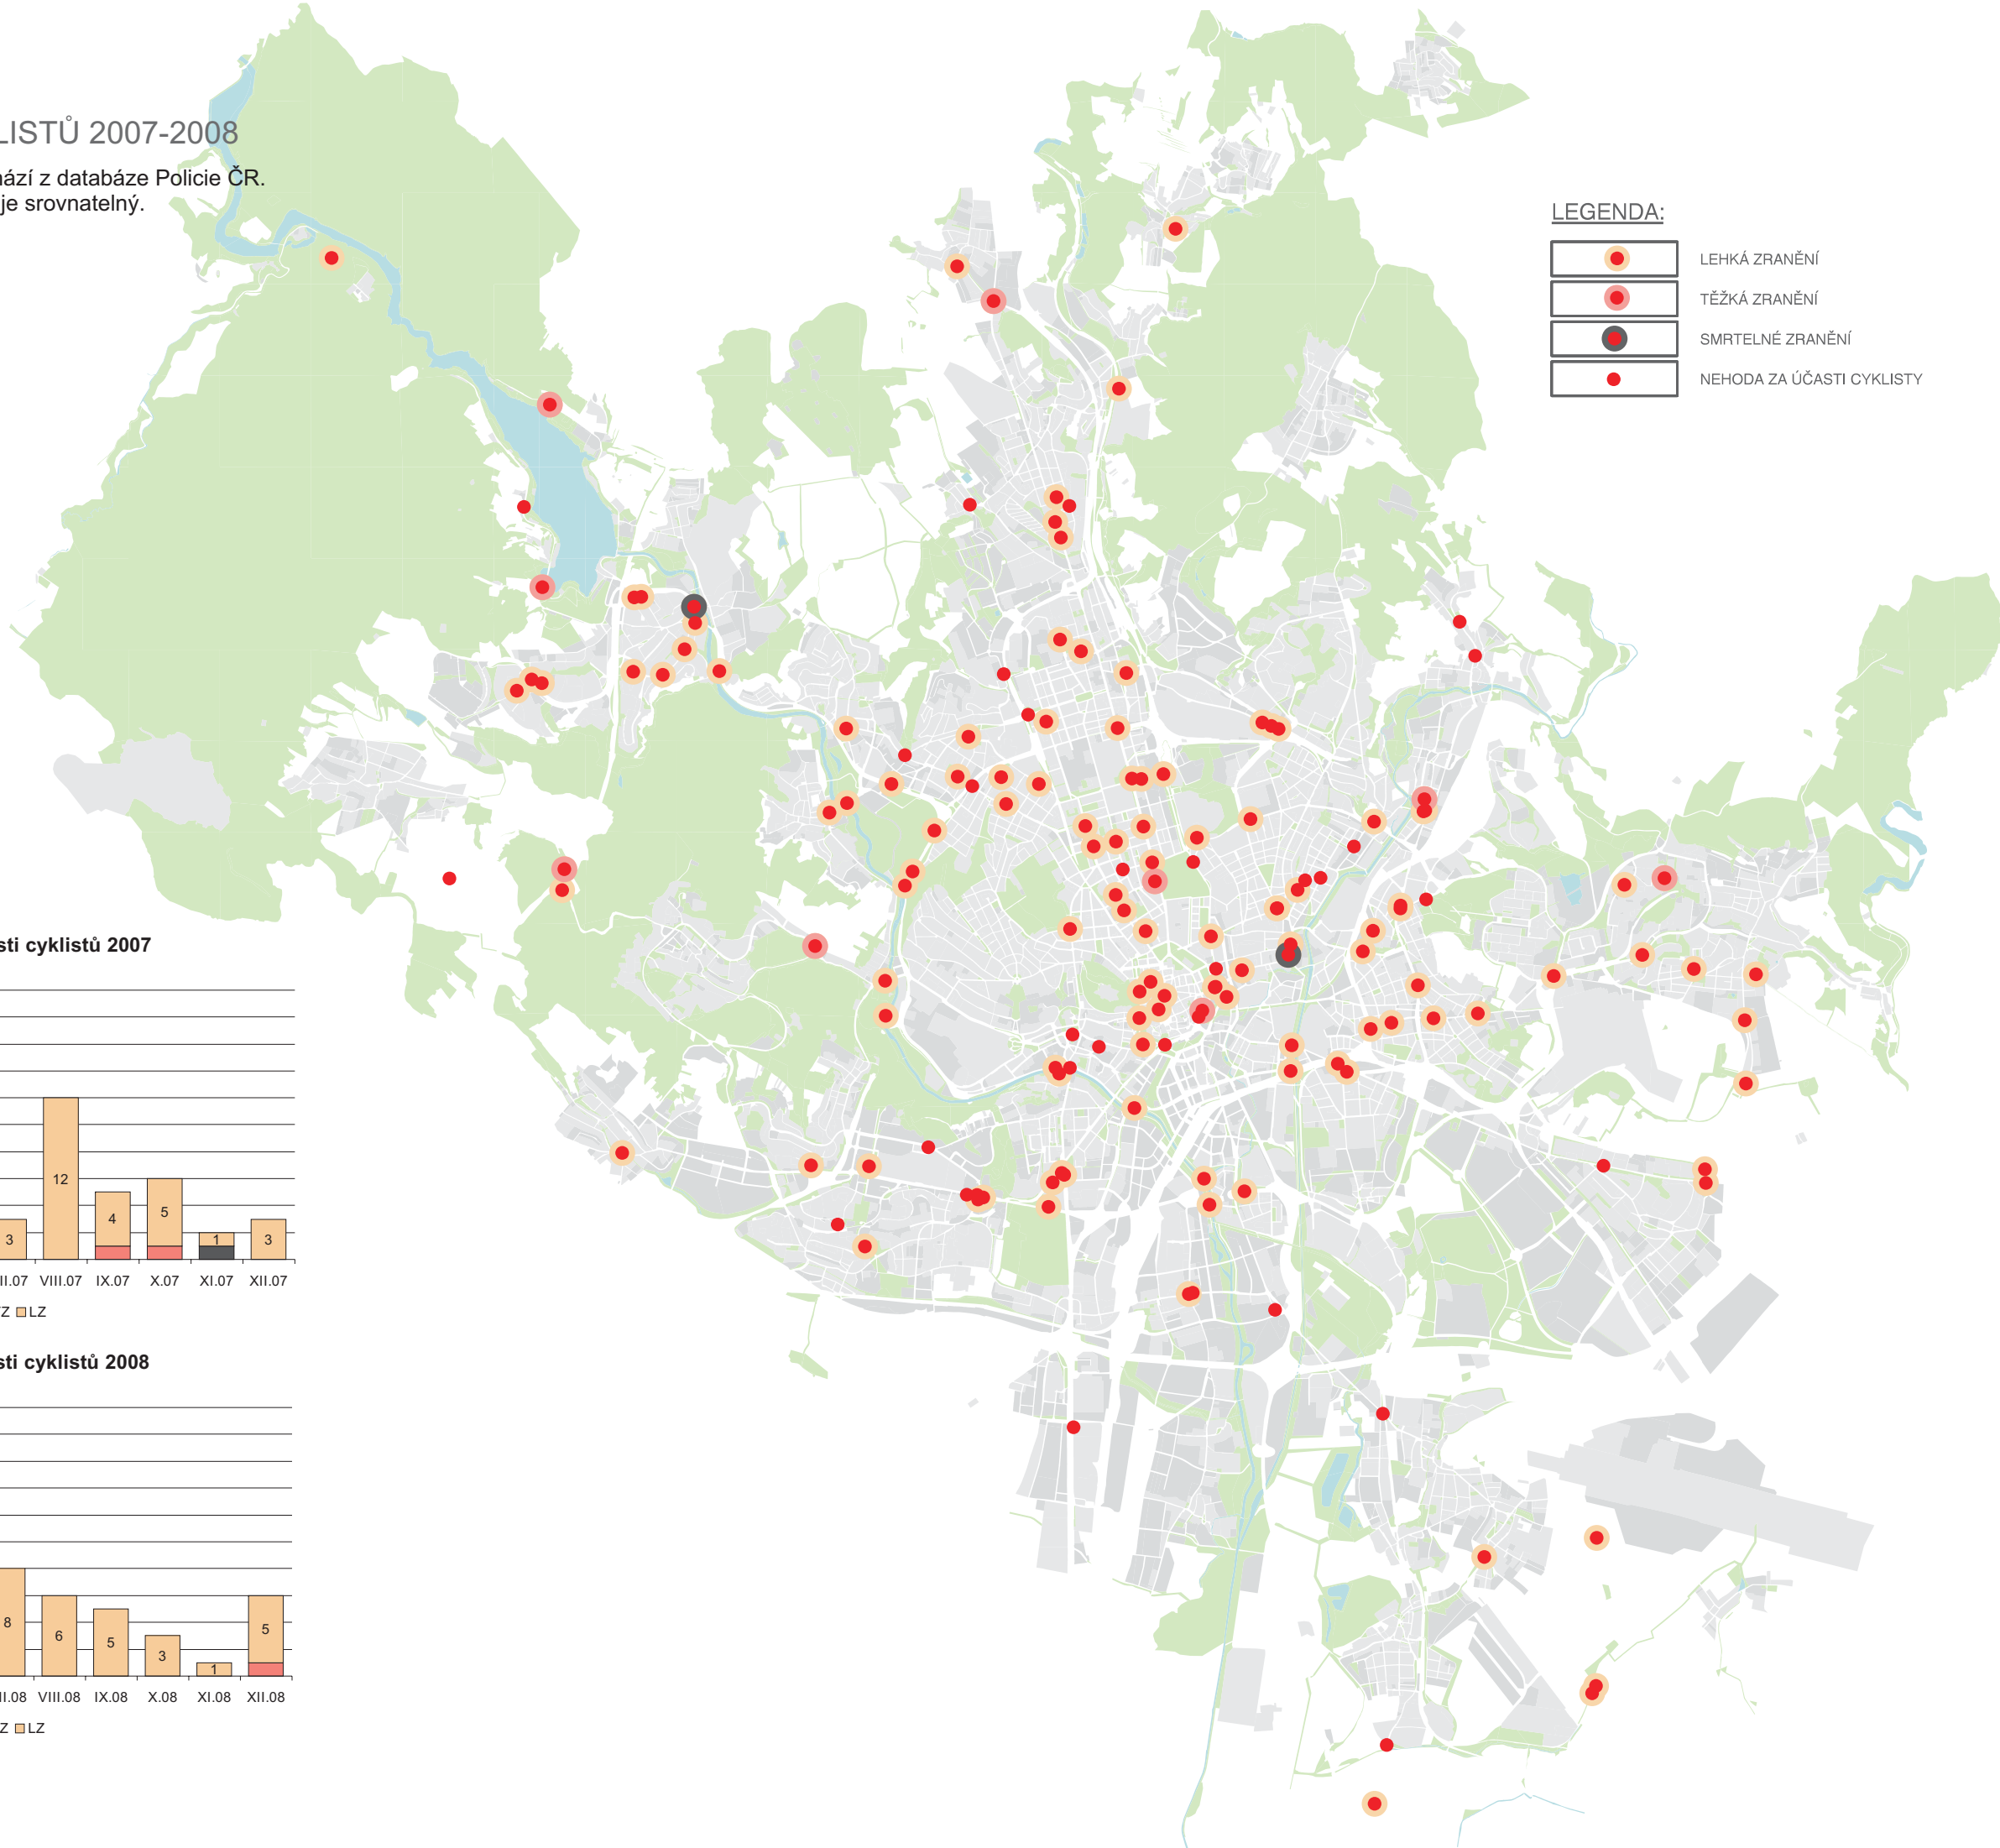 LISTŮ 2007-2008
hází z databáze Policie ČR.
je srovnatelný.
LEGENDA:
LEHKÁ ZRANĚNÍ
TĚŽKÁ ZRANĚNÍ
SMRTELNÉ ZRANĚNÍ
NEHODA ZA ÚČASTI CYKLISTY
sti cyklistů 2007
3 12 4 5 1 3
II.07 VIII.07 IX.07 X.07 XI.07 XII.07
Z LZ
sti cyklistů 2008
8 6 5 3 1 5
II.08 VIII.08 IX.08 X.08 XI.08 XII.08
Z LZ